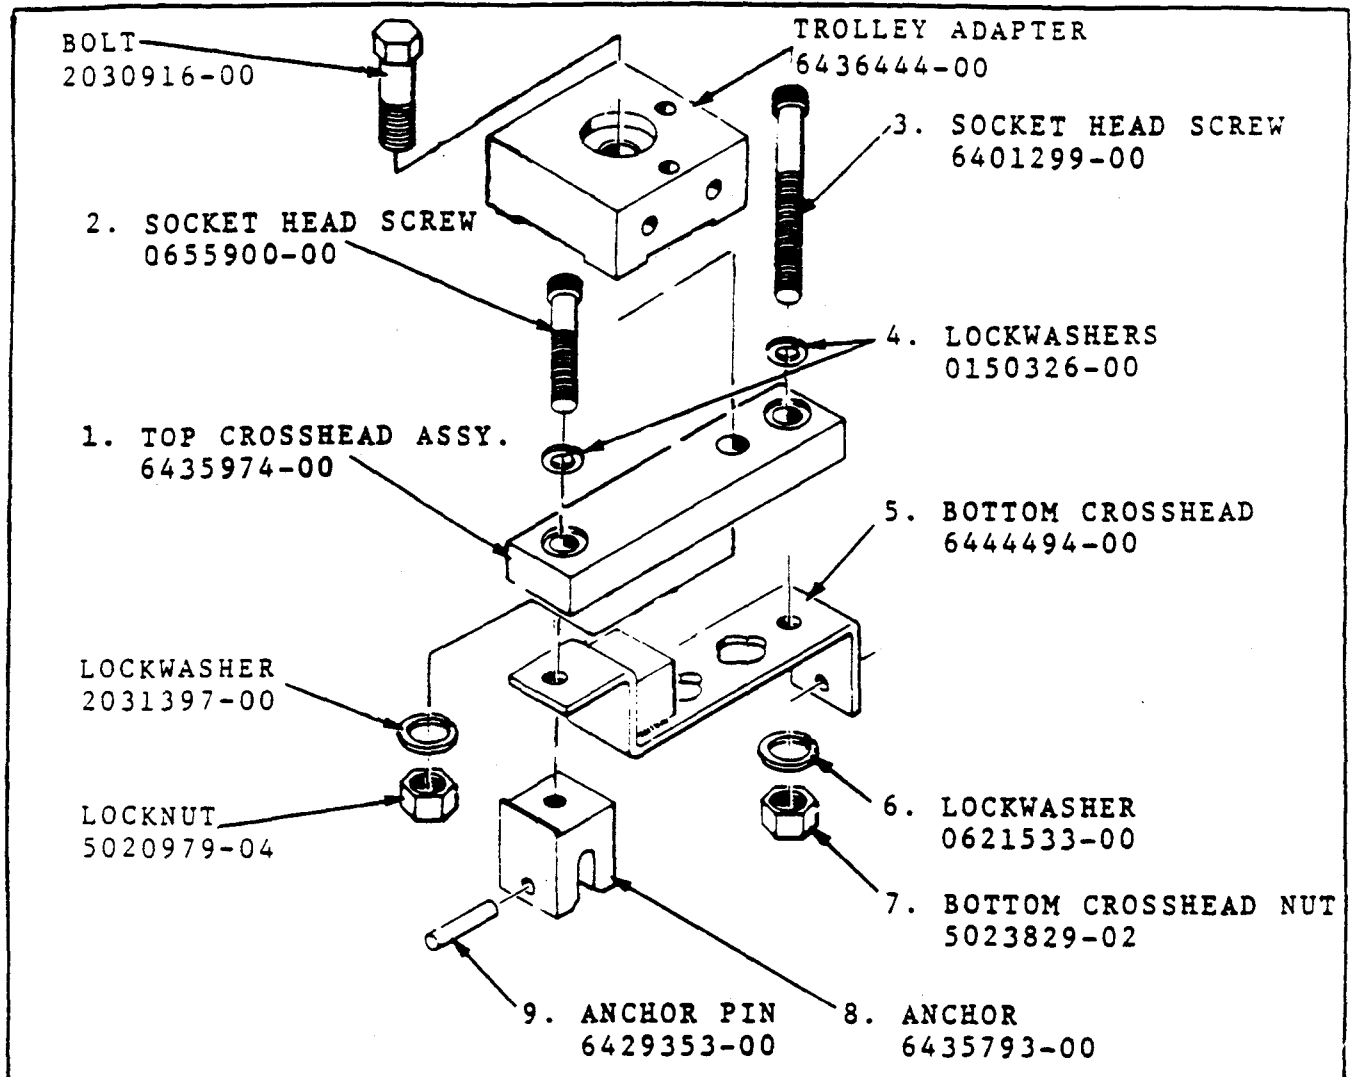 BOLT
2030916-00
TROLLEY ADAPTER
6436444-00
3. SOCKET HEAD SCREW
6401299-00
2. SOCKET HEAD SCREW
0655900-00
4. LOCKWASHERS
0150326-00
1. TOP CROSSHEAD ASSY.
6435974-00
5. BOTTOM CROSSHEAD
6444494-00
LOCKWASHER
2031397-00
LOCKNUT
5020979-04
6. LOCKWASHER
0621533-00
7. BOTTOM CROSSHEAD NUT
5023829-02
9. ANCHOR PIN
6429353-00
8. ANCHOR
6435793-00